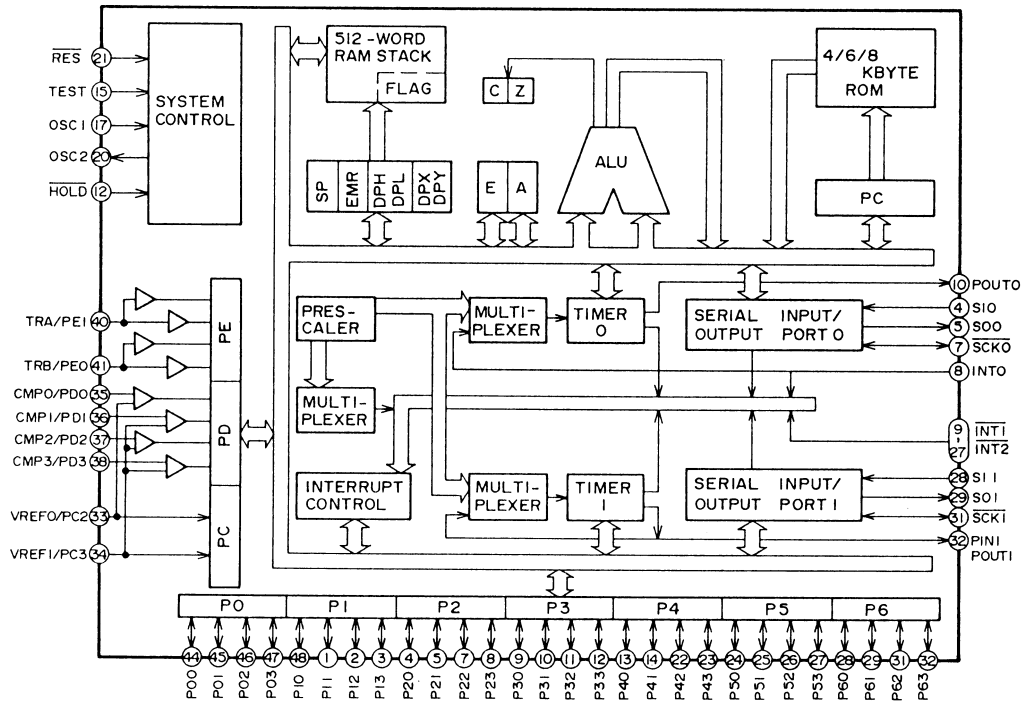 RES 21
TEST 15
OSC1 17
OSC2 20
HOLD 12
SYSTEM
CONTROL
512-WORD
RAM STACK
FLAG
C Z
4/6/8
KBYTE
ROM
ALU
SP
EMR
DPH
DPL
DPX
DPY
E A
PC
TRA/PE1 40
TRB/PE0 41
CMP0/PD0 35
CMP1/PD1 36
CMP2/PD2 37
CMP3/PD3 38
VREF0/PC2 33
VREF1/PC3 34
PE
PD
PC
PRES-
CALER
MULTI-
PLEXER
TIMER
0
SERIAL INPUT/
OUTPUT PORT 0
MULTI-
PLEXER
INTERRUPT
CONTROL
MULTI-
PLEXER
TIMER
1
SERIAL INPUT/
OUTPUT PORT 1
10 POUT0
4 SI0
5 SO0
7 SCK0
8 INT0
9 INT1
27 INT2
28 SI1
29 SO1
31 SCK1
32 PIN1
POUT1
P0 P1 P2 P3 P4 P5 P6
44 45 46 47 48 1 2 3 4 5 7 8 9 10 11 12 13 14 22 23 24 25 26 27 28 29 31 32
P00 P01 P02 P03 P10 P11 P12 P13 P20 P21 P22 P23 P30 P31 P32 P33 P40 P41 P42 P43 P50 P51 P52 P53 P60 P61 P62 P63